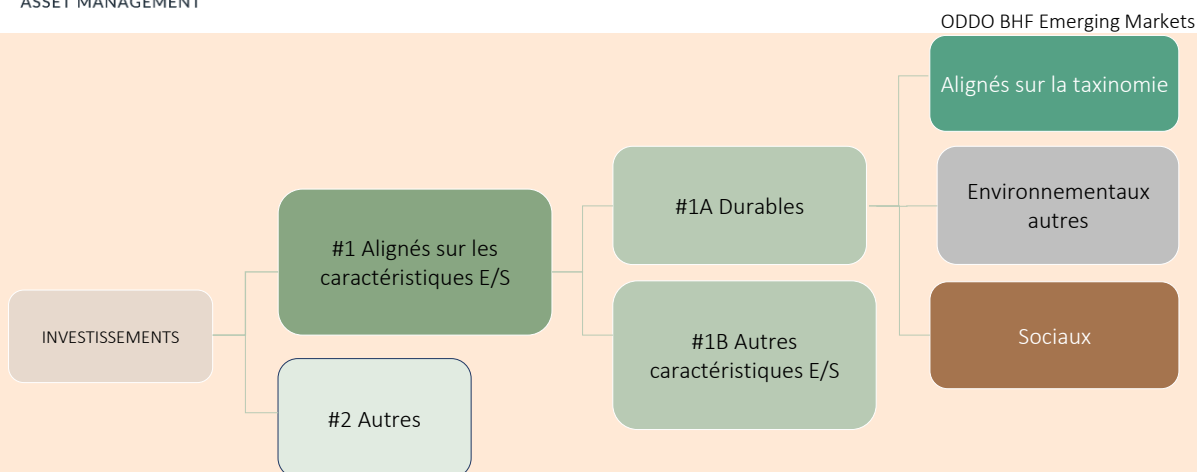 ASSET MANAGEMENT
ODDO BHF Emerging Markets
Alignés sur la taxinomie
#1A Durables
Environnementaux
autres
#1 Alignés sur les
caractéristiques E/S
INVESTISSEMENTS
#1B Autres
caractéristiques E/S
Sociaux
#2 Autres